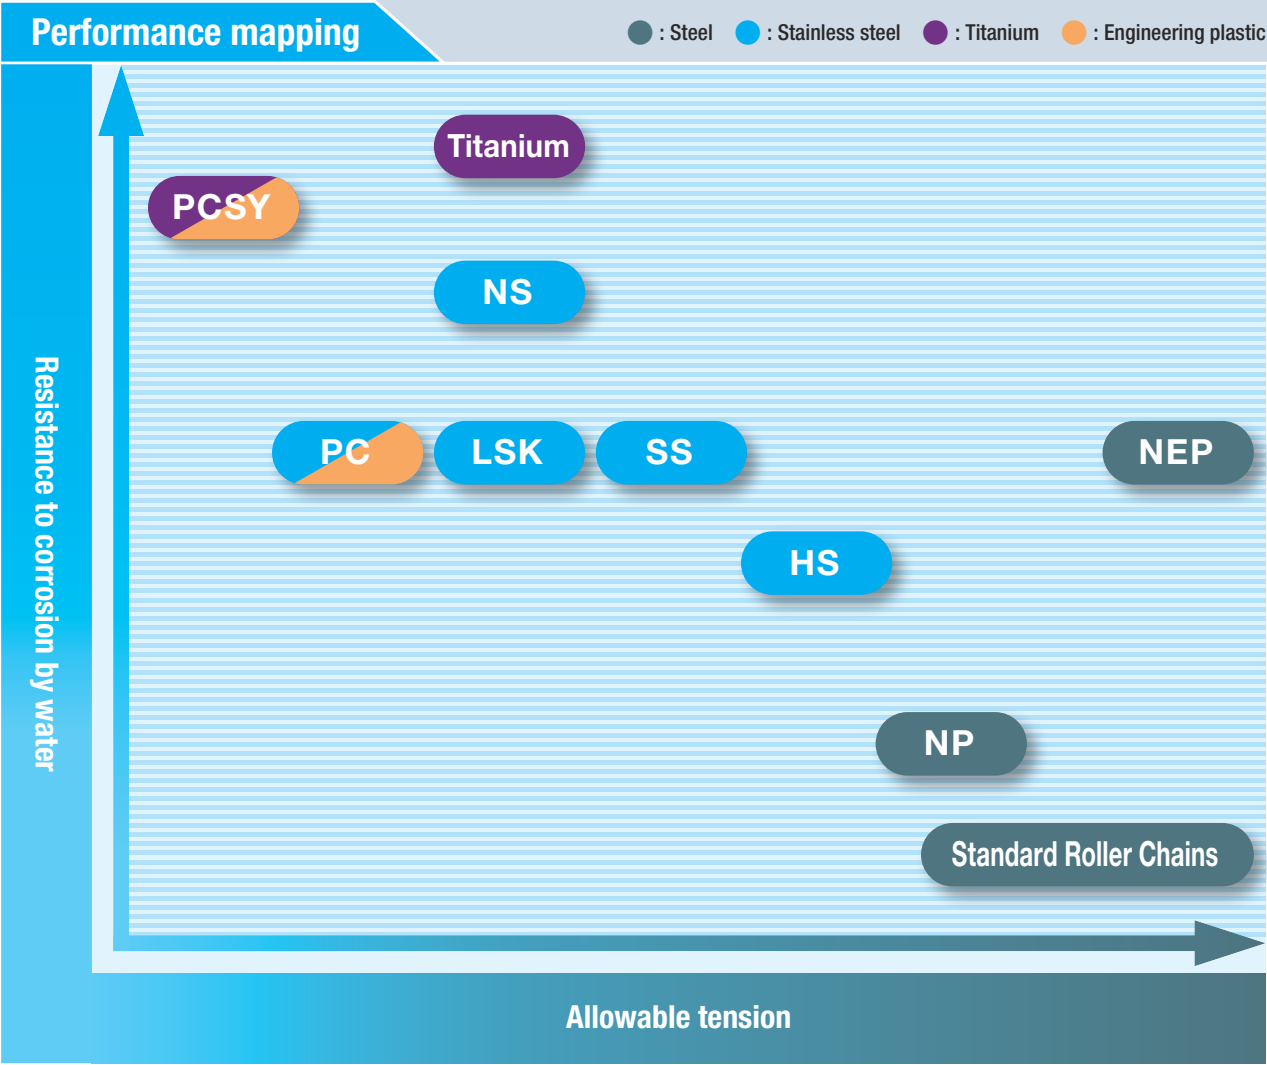 Performance mapping
: Steel
: Stainless steel
: Titanium
: Engineering plastic
Titanium
PCSY
NS
PC
LSK
SS
NEP
HS
NP
Standard Roller Chains
Resistance to corrosion by water
Allowable tension